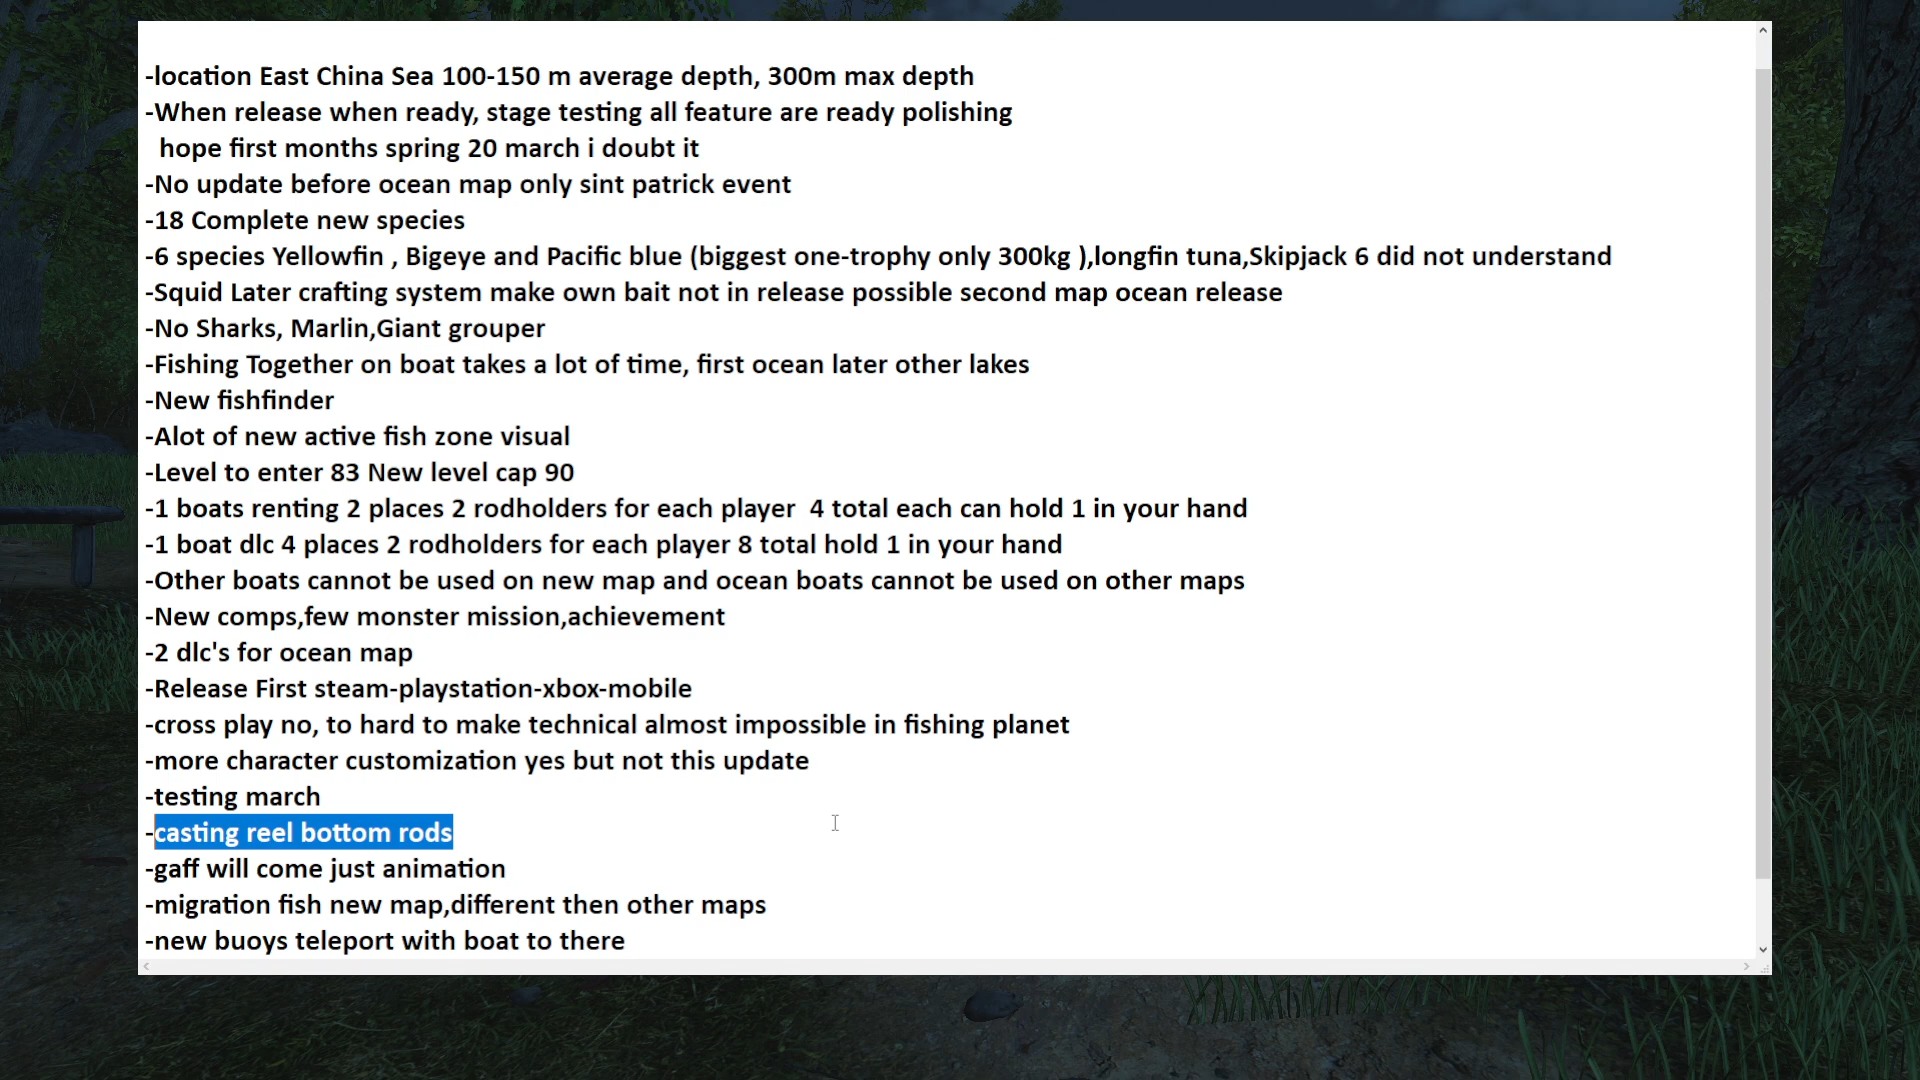 -location East China Sea 100-150 m average depth, 300m max depth
-When release when ready, stage testing all feature are ready polishing
hope first months spring 20 march i doubt it
-No update before ocean map only sint patrick event
-18 Complete new species
-6 species Yellowfin , Bigeye and Pacific blue (biggest one-trophy only 300kg ),longfin tuna,Skipjack 6 did not understand
-Squid Later crafting system make own bait not in release possible second map ocean release
-No Sharks, Marlin,Giant grouper
-Fishing Together on boat takes a lot of time, first ocean later other lakes
-New fishfinder
-Alot of new active fish zone visual
-Level to enter 83 New level cap 90
-1 boats renting 2 places 2 rodholders for each player  4 total each can hold 1 in your hand
-1 boat dlc 4 places 2 rodholders for each player 8 total hold 1 in your hand
-Other boats cannot be used on new map and ocean boats cannot be used on other maps
-New comps,few monster mission,achievement
-2 dlc's for ocean map
-Release First steam-playstation-xbox-mobile
-cross play no, to hard to make technical almost impossible in fishing planet
-more character customization yes but not this update
-testing march
-casting reel bottom rods
-gaff will come just animation
-migration fish new map,different then other maps
-new buoys teleport with boat to there